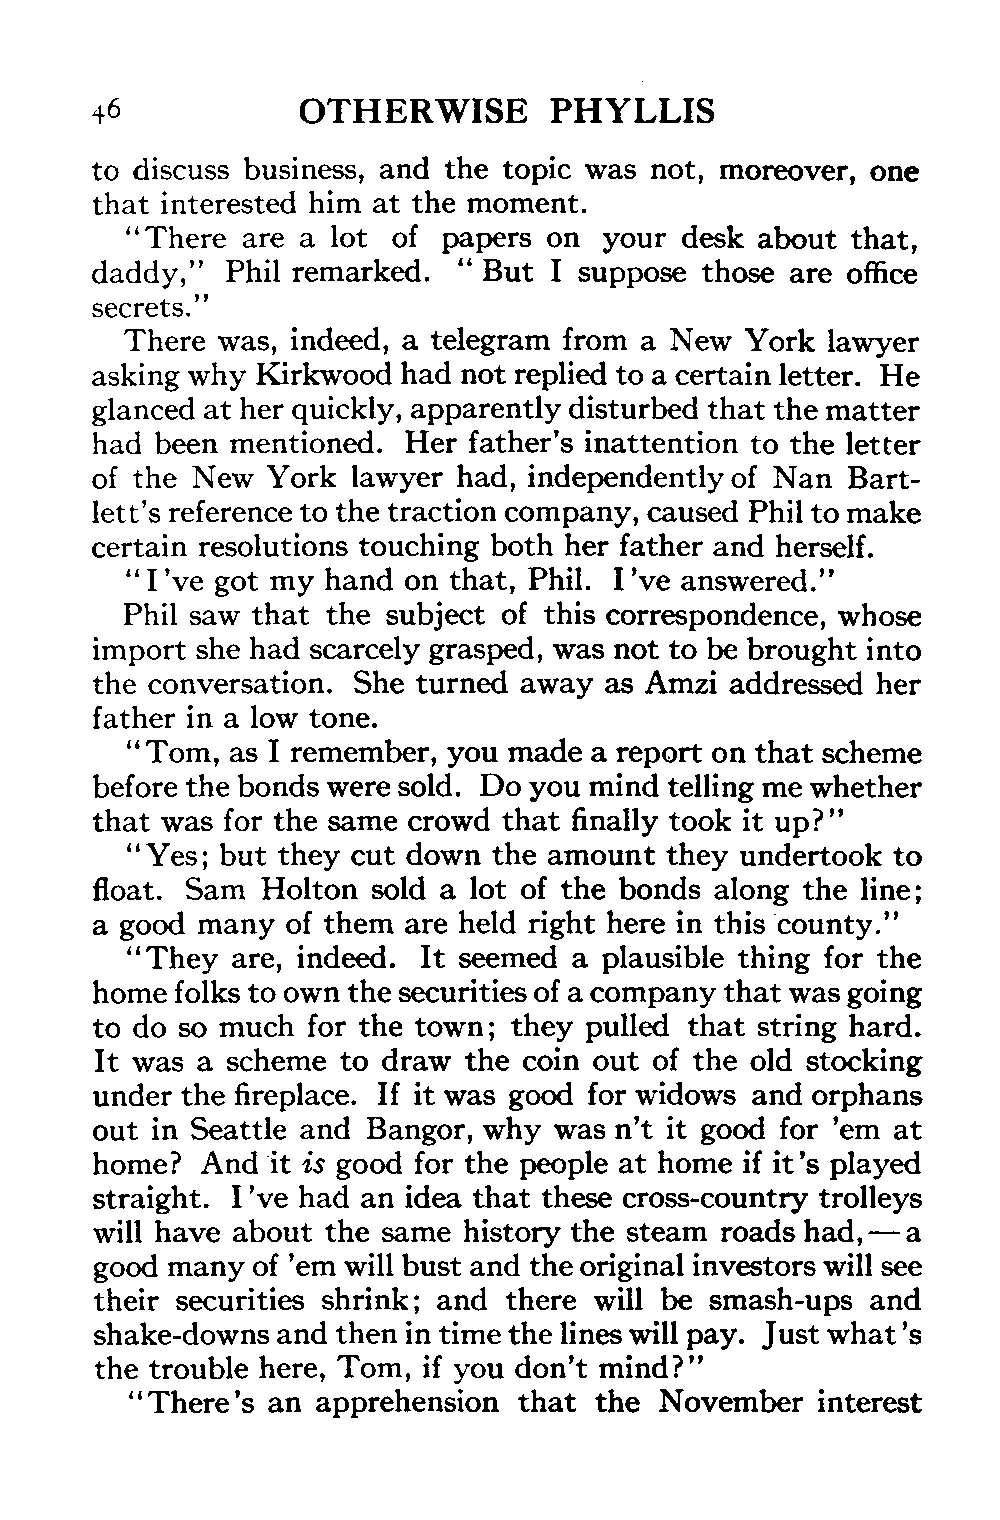 46 OTHERWISE PHYLLIS
to discuss business, and the topic was not, moreover, one
that interested him at the moment.
"There are a lot of papers on your desk about that,
daddy," Phil remarked. "But I suppose those are office
secrets."
There was, indeed, a telegram from a New York lawyer
asking why Kirkwood had not replied to a certain letter. He
glanced at her quickly, apparently disturbed that the matter
had been mentioned. Her father's inattention to the letter
of the New York lawyer had, independently of Nan Bart-
lett's reference to the traction company, caused Phil to make
certain resolutions touching both her father and herself.
"I've got my hand on that, Phil. I've answered."
Phil saw that the subject of this correspondence, whose
import she had scarcely grasped, was not to be brought into
the conversation. She turned away as Amzi addressed her
father in a low tone.
"Tom, as I remember, you made a report on that scheme
before the bonds were sold. Do you mind telling me whether
that was for the same crowd that finally took it up?"
"Yes; but they cut down the amount they undertook to
float. Sam Holton sold a lot of the bonds along the line;
a good many of them are held right here in this county."
"They are, indeed. It seemed a plausible thing for the
home folks to own the securities of a company that was going
to do so much for the town; they pulled that string hard.
It was a scheme to draw the coin out of the old stocking
under the fireplace. If it was good for widows and orphans
out in Seattle and Bangor, why was n't it good for 'em at
home? And it is good for the people at home if it's played
straight. I've had an idea that these cross-country trolleys
will have about the same history the steam roads had,—a
good many of 'em will bust and the original investors will see
their securities shrink; and there will be smash-ups and
shake-downs and then in time the lines will pay. Just what's
the trouble here, Tom, if you don't mind?"
"There's an apprehension that the November interest